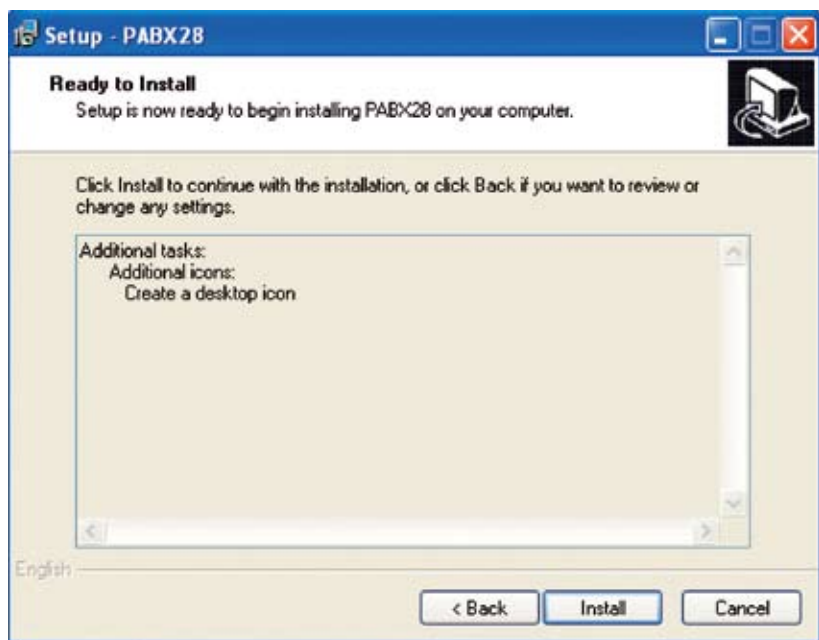 Setup - PABX28
Ready to Install
Setup is now ready to begin installing PABX28 on your computer.
Click Install to continue with the installation, or click Back if you want to review or
change any settings.
Additional tasks:
Additional icons:
Create a desktop icon
English
< Back
Install
Cancel